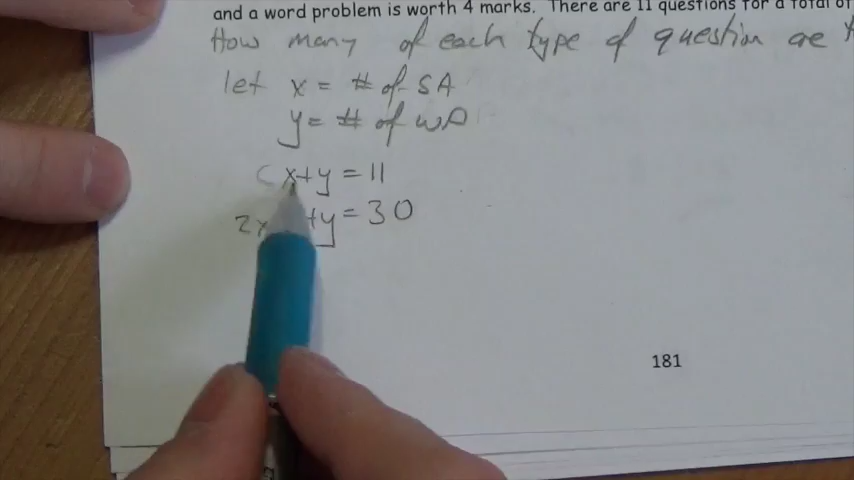 and a word problem is worth 4 marks. There are 11 questions for a total of
How many of each type of question are
let x = # of SA
y = # of WP
x+y = 11
2x +y = 30
181